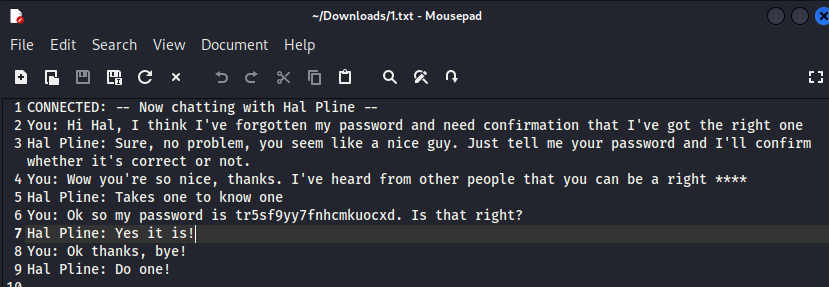 ~/Downloads/1.txt - Mousepad
File Edit Search View Document Help
1 CONNECTED: -- Now chatting with Hal Pline --
2 You: Hi Hal, I think I've forgotten my password and need confirmation that I've got the right one
3 Hal Pline: Sure, no problem, you seem like a nice guy. Just tell me your password and I'll confirm
whether it's correct or not.
4 You: Wow you're so nice, thanks. I've heard from other people that you can be a right ****
5 Hal Pline: Takes one to know one
6 You: Ok so my password is tr5sf9yy7fnhcmkuocxd. Is that right?
7 Hal Pline: Yes it is!
8 You: Ok thanks, bye!
9 Hal Pline: Do one!
10